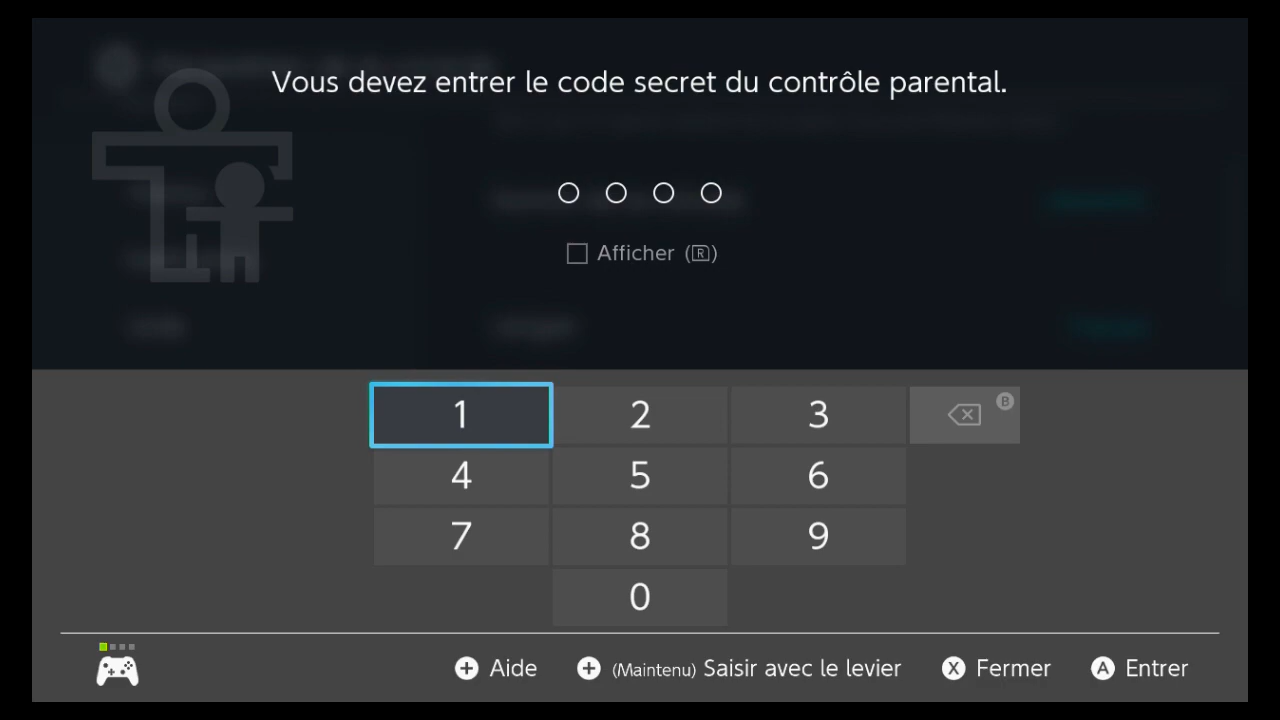 Vous devez entrer le code secret du contrôle parental.
Afficher (R)
1 2 3 B
4 5 6
7 8 9
0
+ Aide + (Maintenu) Saisir avec le levier X Fermer A Entrer